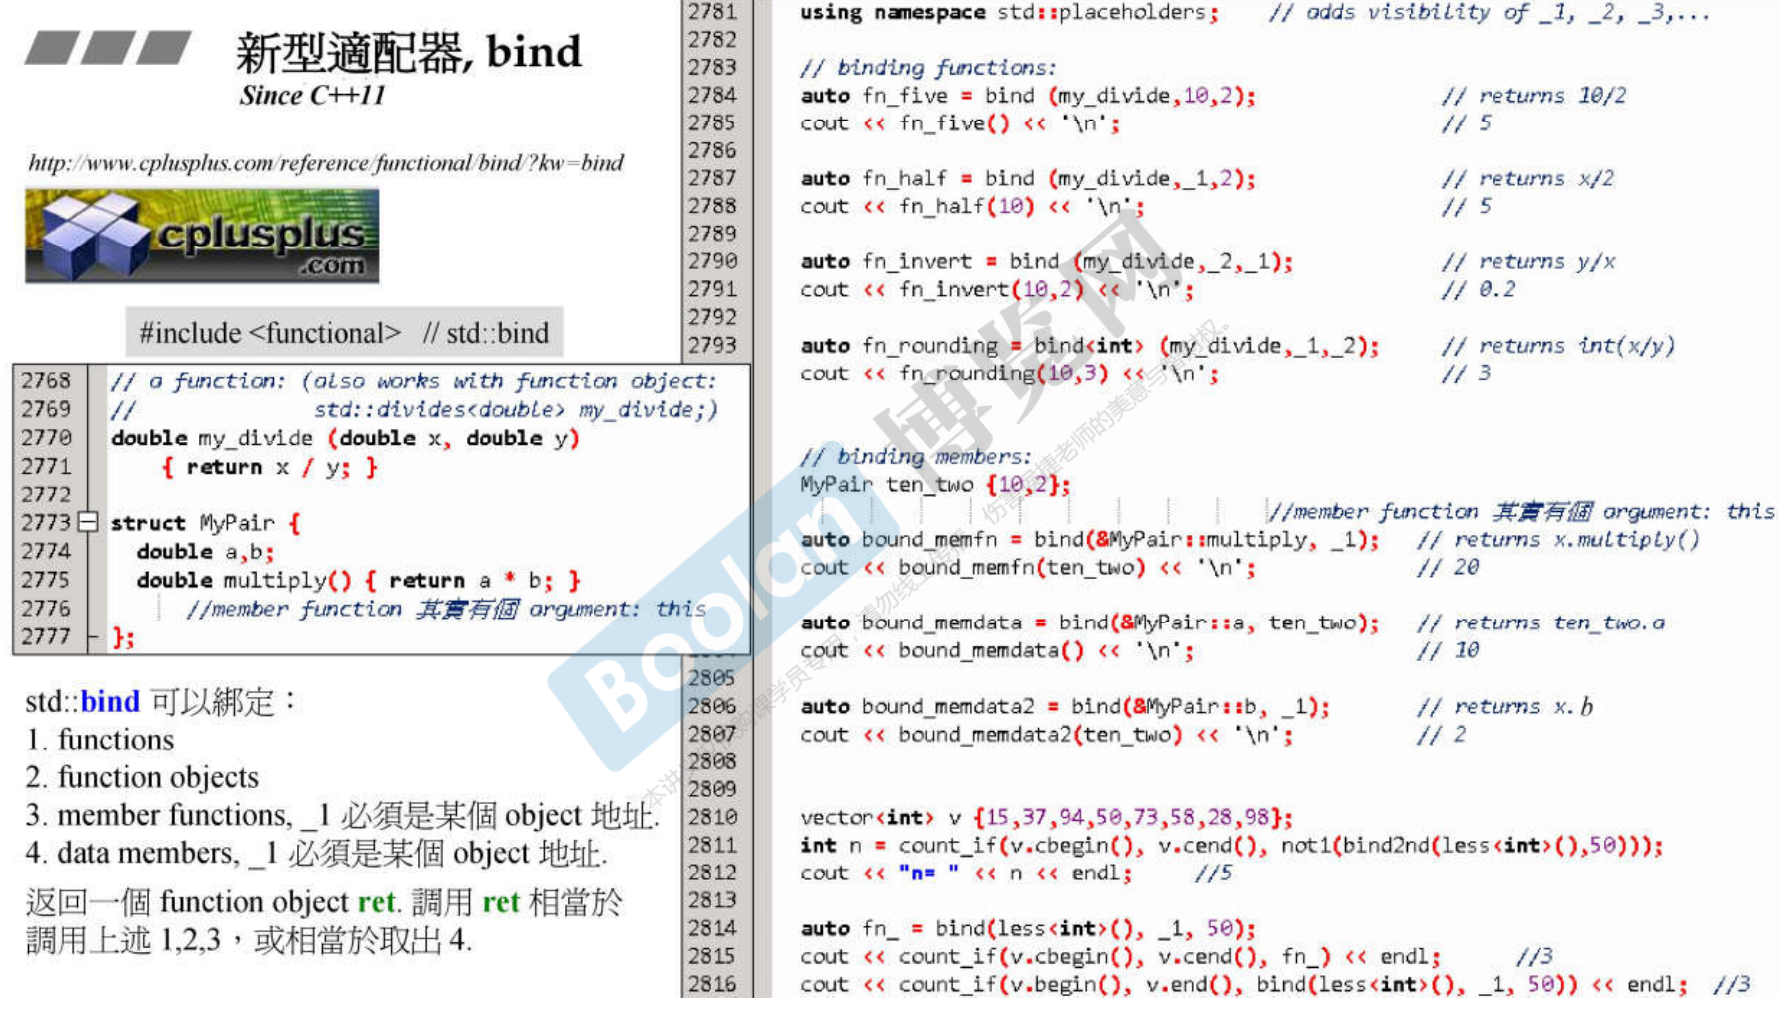 新型適配器, bind
Since C++11
http://www.cplusplus.com/reference/functional/bind/?kw=bind
cplusplus
.com
#include <functional>   // std::bind
2768 // a function: (also works with function object:
2769 //               std::divides<double> my_divide;)
2770 double my_divide (double x, double y)
2771     { return x / y; }
2772
2773 struct MyPair {
2774   double a,b;
2775   double multiply() { return a * b; }
2776       //member function 其實有個 argument: this
2777 };
std::bind 可以綁定：
1. functions
2. function objects
3. member functions, _1 必須是某個 object 地址.
4. data members, _1 必須是某個 object 地址.
返回一個 function object ret. 調用 ret 相當於
調用上述 1,2,3，或相當於取出 4.
2781 using namespace std::placeholders;    // adds visibility of _1, _2, _3,...
2782
2783 // binding functions:
2784 auto fn_five = bind (my_divide,10,2);               // returns 10/2
2785 cout << fn_five() << '\n';                          // 5
2786
2787 auto fn_half = bind (my_divide,_1,2);               // returns x/2
2788 cout << fn_half(10) << '\n';                        // 5
2789
2790 auto fn_invert = bind (my_divide,_2,_1);            // returns y/x
2791 cout << fn_invert(10,2) << '\n';                    // 0.2
2792
2793 auto fn_rounding = bind<int> (my_divide,_1,_2);     // returns int(x/y)
cout << fn_rounding(10,3) << '\n';                  // 3
// binding members:
MyPair ten_two {10,2};
//member function 其實有個 argument: this
auto bound_memfn = bind(&MyPair::multiply, _1);   // returns x.multiply()
cout << bound_memfn(ten_two) << '\n';             // 20
auto bound_memdata = bind(&MyPair::a, ten_two);   // returns ten_two.a
cout << bound_memdata() << '\n';                  // 10
2805
2806 auto bound_memdata2 = bind(&MyPair::b, _1);       // returns x.b
2807 cout << bound_memdata2(ten_two) << '\n';          // 2
2808
2809
2810 vector<int> v {15,37,94,50,73,58,28,98};
2811 int n = count_if(v.cbegin(), v.cend(), not1(bind2nd(less<int>(),50)));
2812 cout << "n= " << n << endl;     //5
2813
2814 auto fn_ = bind(less<int>(), _1, 50);
2815 cout << count_if(v.cbegin(), v.cend(), fn_) << endl;      //3
2816 cout << count_if(v.begin(), v.end(), bind(less<int>(), _1, 50)) << endl;  //3
Boolan 博览网